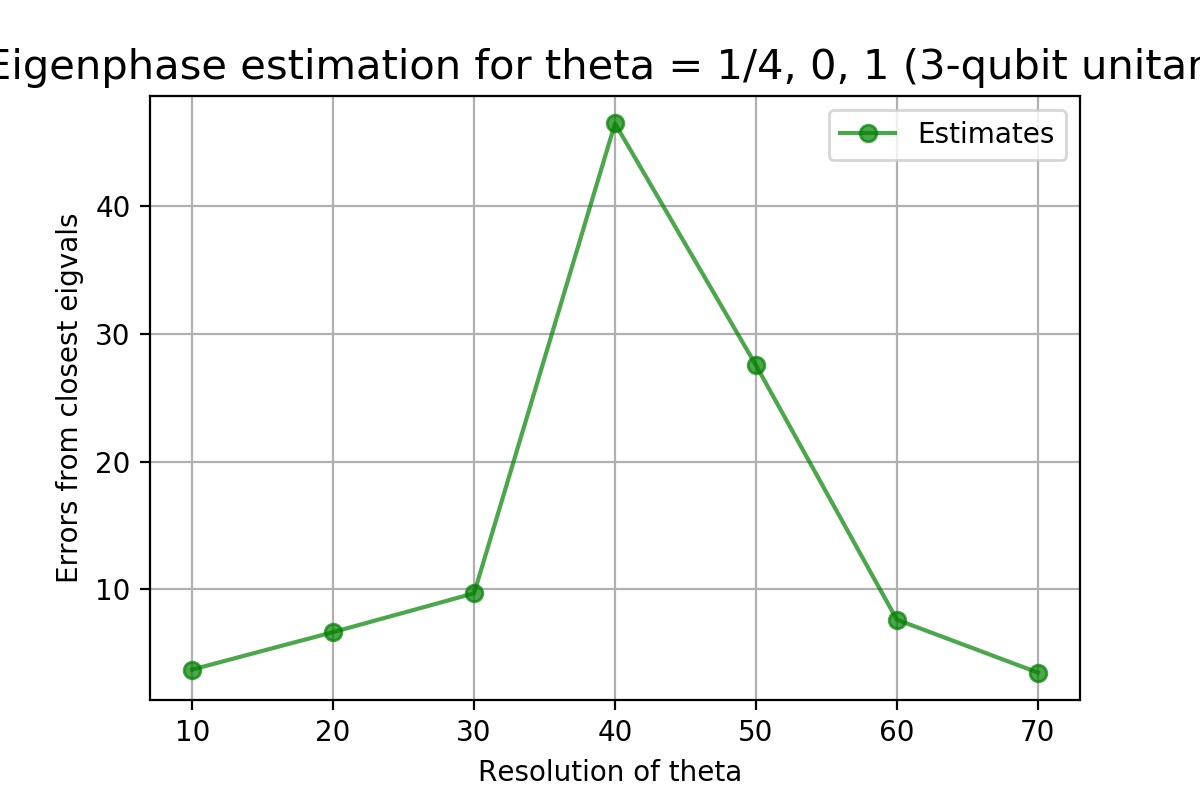 Eigenphase estimation for theta = 1/4, 0, 1 (3-qubit unitar
Estimates
Errors from closest eigvals
40
30
20
10
10 20 30 40 50 60 70
Resolution of theta